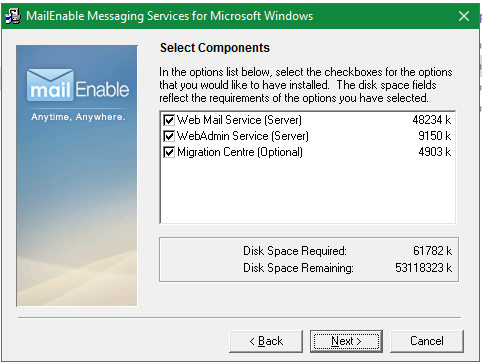 MailEnable Messaging Services for Microsoft Windows
mail Enable
Anytime, Anywhere.
Select Components
In the options list below, select the checkboxes for the options
that you would like to have installed. The disk space fields
reflect the requirements of the options you have selected.
Web Mail Service (Server) 48234 k
WebAdmin Service (Server) 9150 k
Migration Centre (Optional) 4903 k
Disk Space Required: 61782 k
Disk Space Remaining: 53118323 k
< Back Next > Cancel